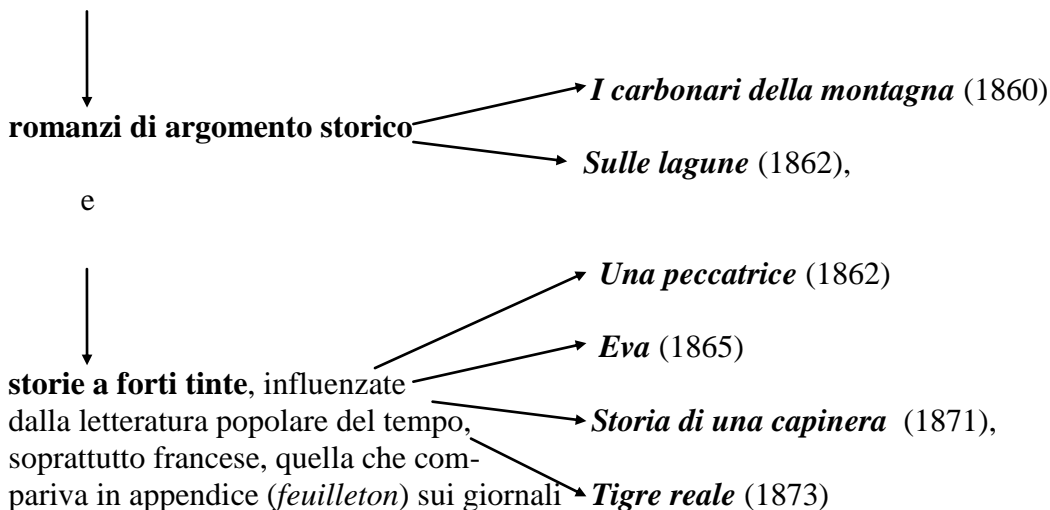 I carbonari della montagna (1860)
romanzi di argomento storico
Sulle lagune (1862),
e
Una peccatrice (1862)
Eva (1865)
storie a forti tinte, influenzate
dalla letteratura popolare del tempo,
Storia di una capinera (1871),
soprattutto francese, quella che com-
pariva in appendice (feuilleton) sui giornali
Tigre reale (1873)